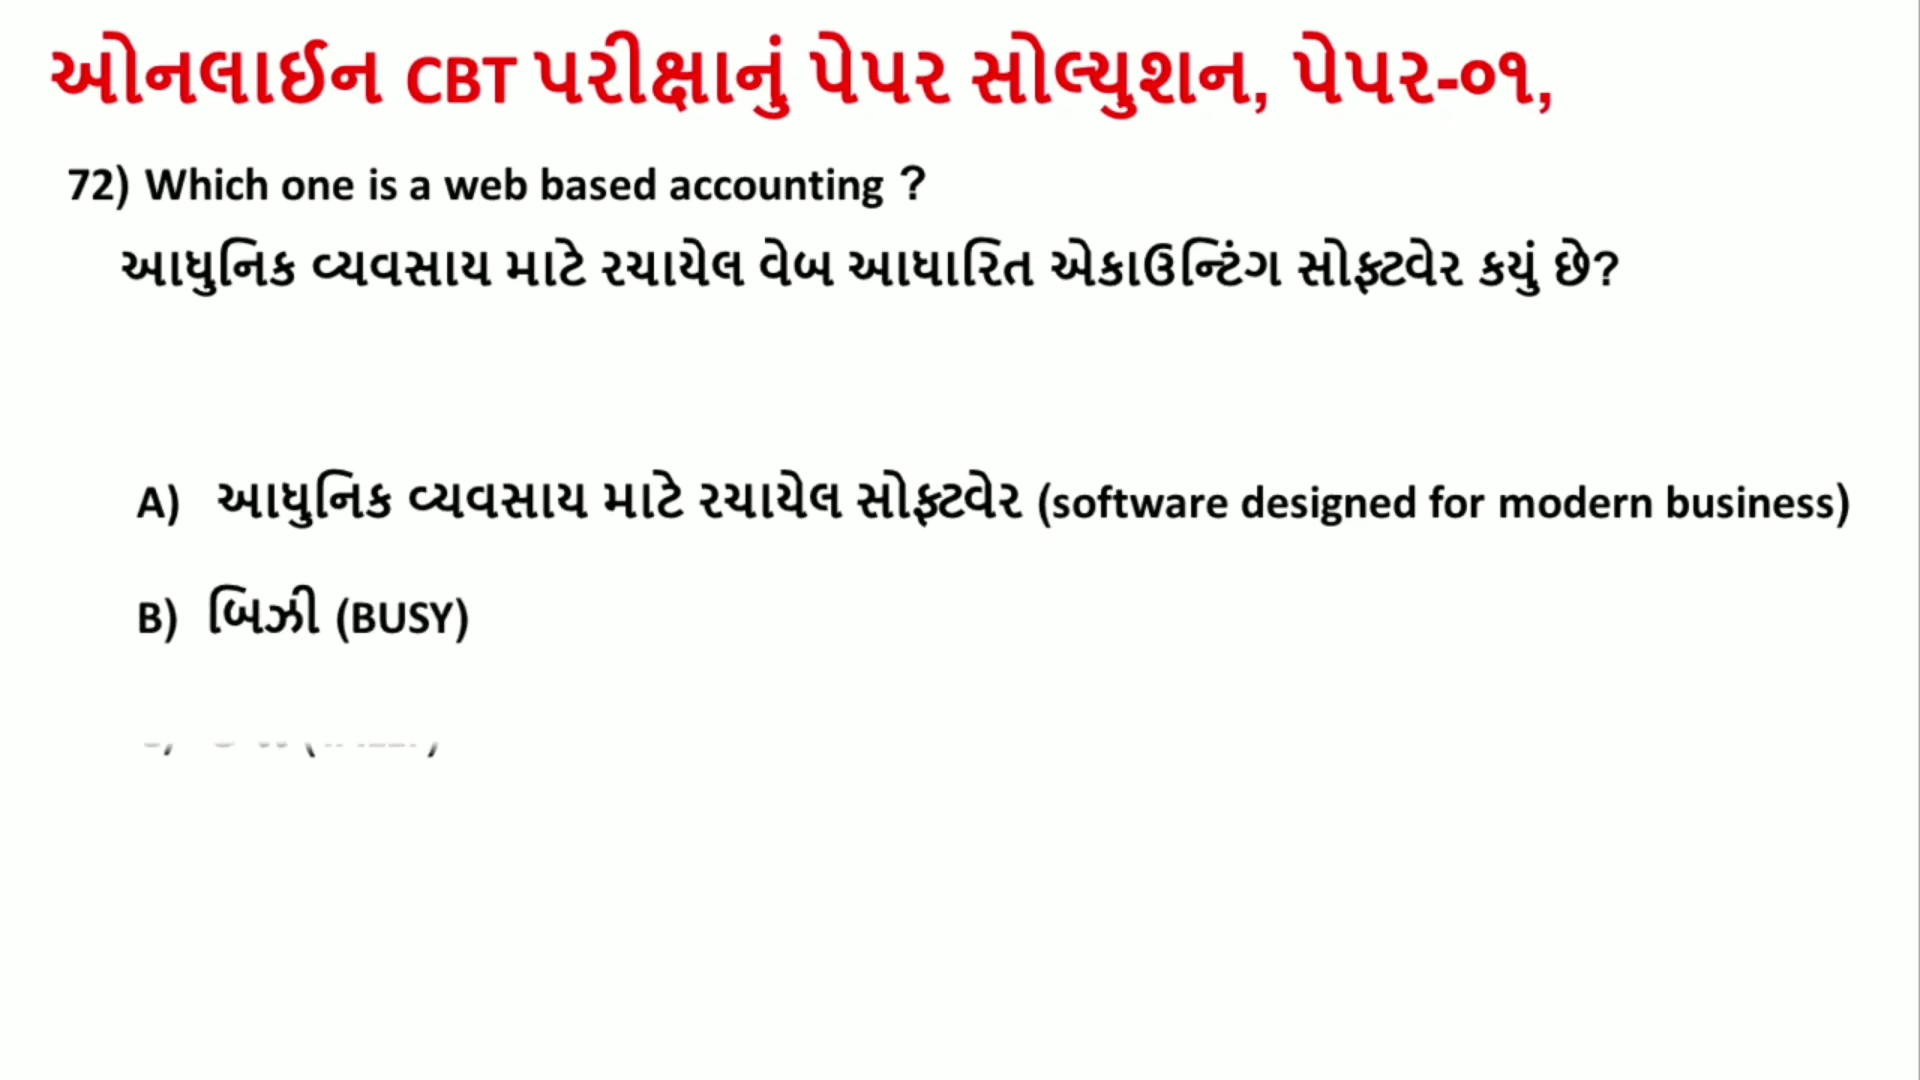 ઓનલાઈન CBT પરીક્ષાનું પેપર સોલ્યુશન, પેપર-૦૧,
72) Which one is a web based accounting ?
આધુનિક વ્યવસાય માટે રચાયેલ વેબ આધારિત એકાઉન્ટિંગ સોફ્ટવેર કયું છે?
A) આધુનિક વ્યવસાય માટે રચાયેલ સોફ્ટવેર (software designed for modern business)
B) બિઝી (BUSY)